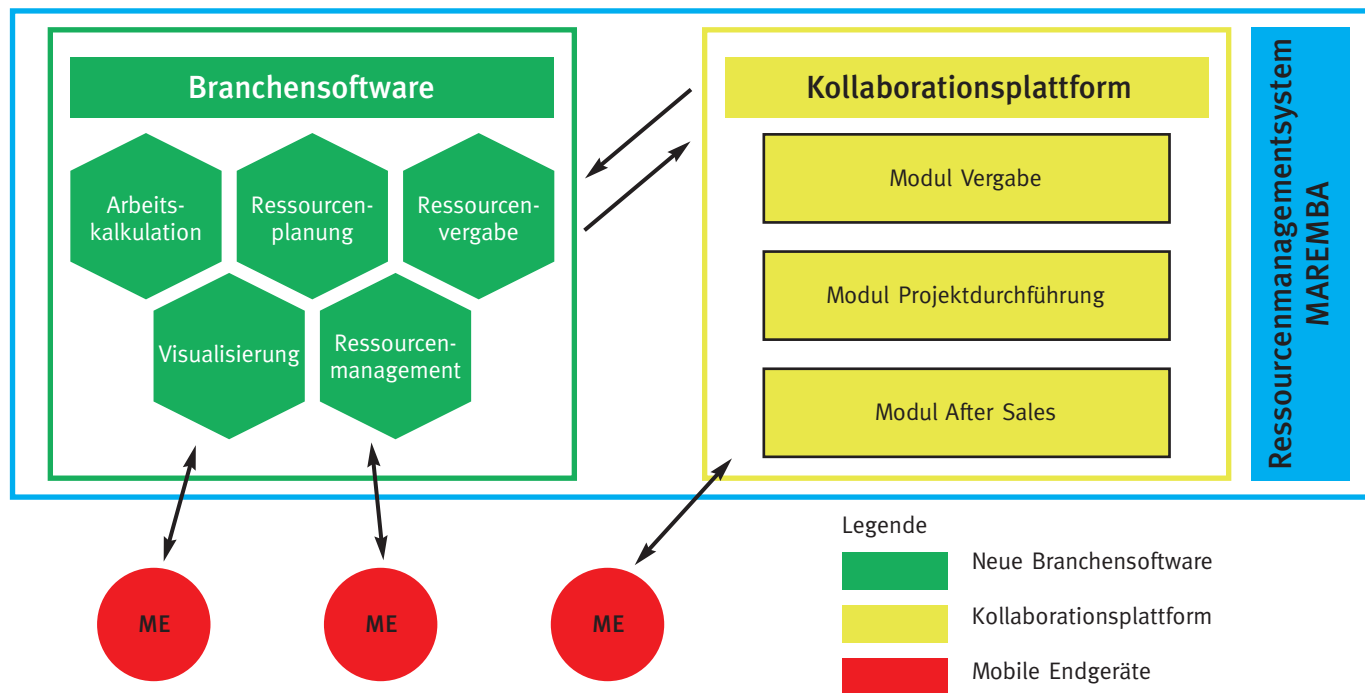 Branchensoftware
Arbeits-
kalkulation
Ressourcen-
planung
Ressourcen-
vergabe
Visualisierung
Ressourcen-
management
Kollaborationsplattform
Modul Vergabe
Modul Projektdurchführung
Modul After Sales
Ressourcenmanagementsystem
MAREMBA
ME
ME
ME
Legende
Neue Branchensoftware
Kollaborationsplattform
Mobile Endgeräte